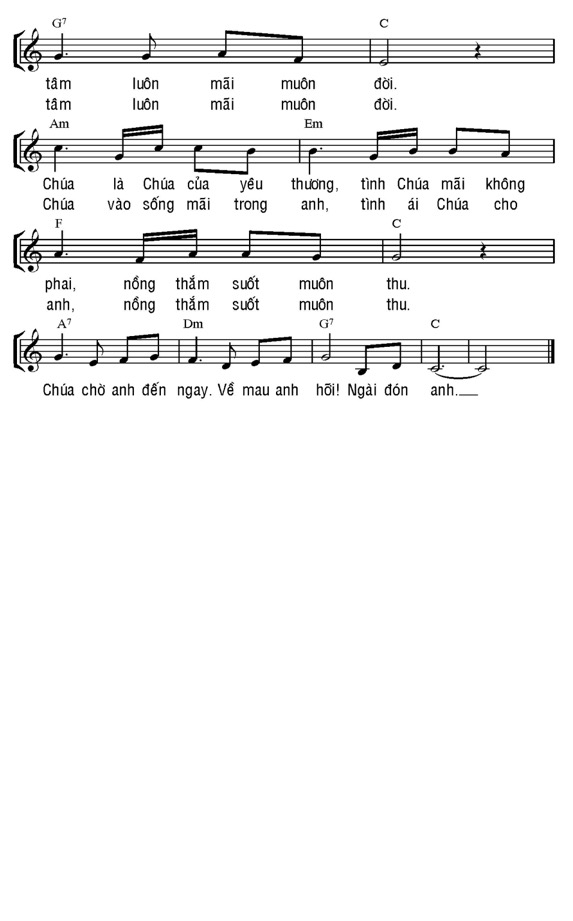 G7 C
tâm luôn mãi muôn đời.
tâm luôn mãi muôn đời.
Am Em
Chúa là Chúa của yêu thương, tình Chúa mãi không
Chúa vào sống mãi trong anh, tình ái Chúa cho
F C
phai, nồng thắm suốt muôn thu.
anh, nồng thắm suốt muôn thu.
A7 Dm G7 C
Chúa chờ anh đến ngay. Về mau anh hỡi! Ngài đón anh.